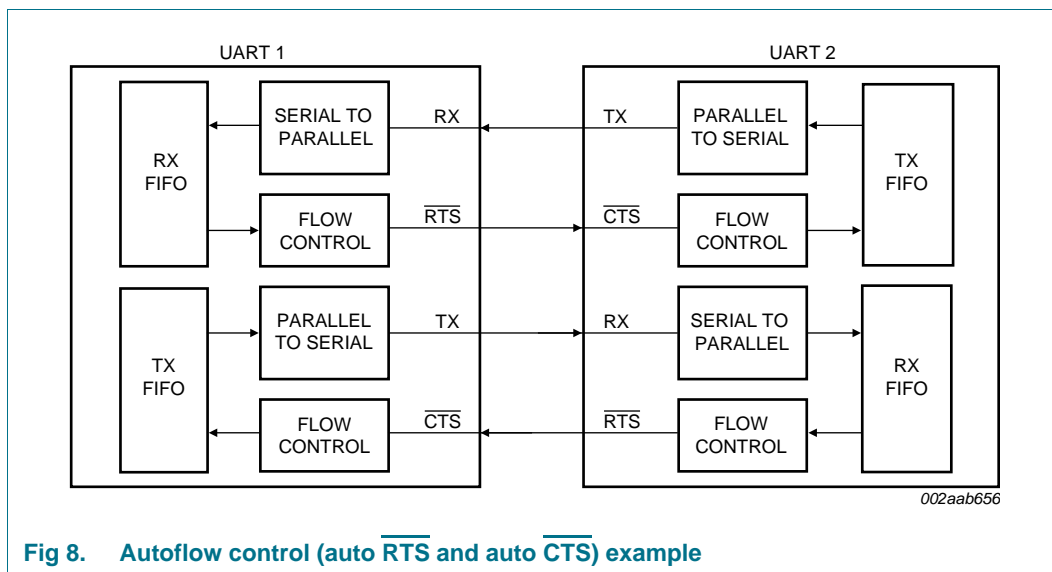 UART 1
UART 2
RX
FIFO
SERIAL TO
PARALLEL
RX
TX
PARALLEL
TO SERIAL
TX
FIFO
FLOW
CONTROL
RTS
CTS
FLOW
CONTROL
TX
FIFO
PARALLEL
TO SERIAL
TX
RX
SERIAL TO
PARALLEL
RX
FIFO
FLOW
CONTROL
CTS
RTS
FLOW
CONTROL
002aab656
Fig 8. Autoflow control (auto RTS and auto CTS) example